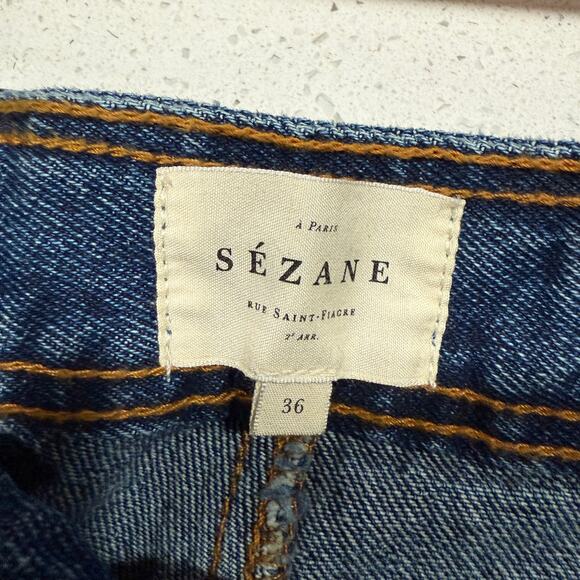 À PARIS
SÉZANE
RUE SAINT-FIACRE
2ᵉ ARR.
36